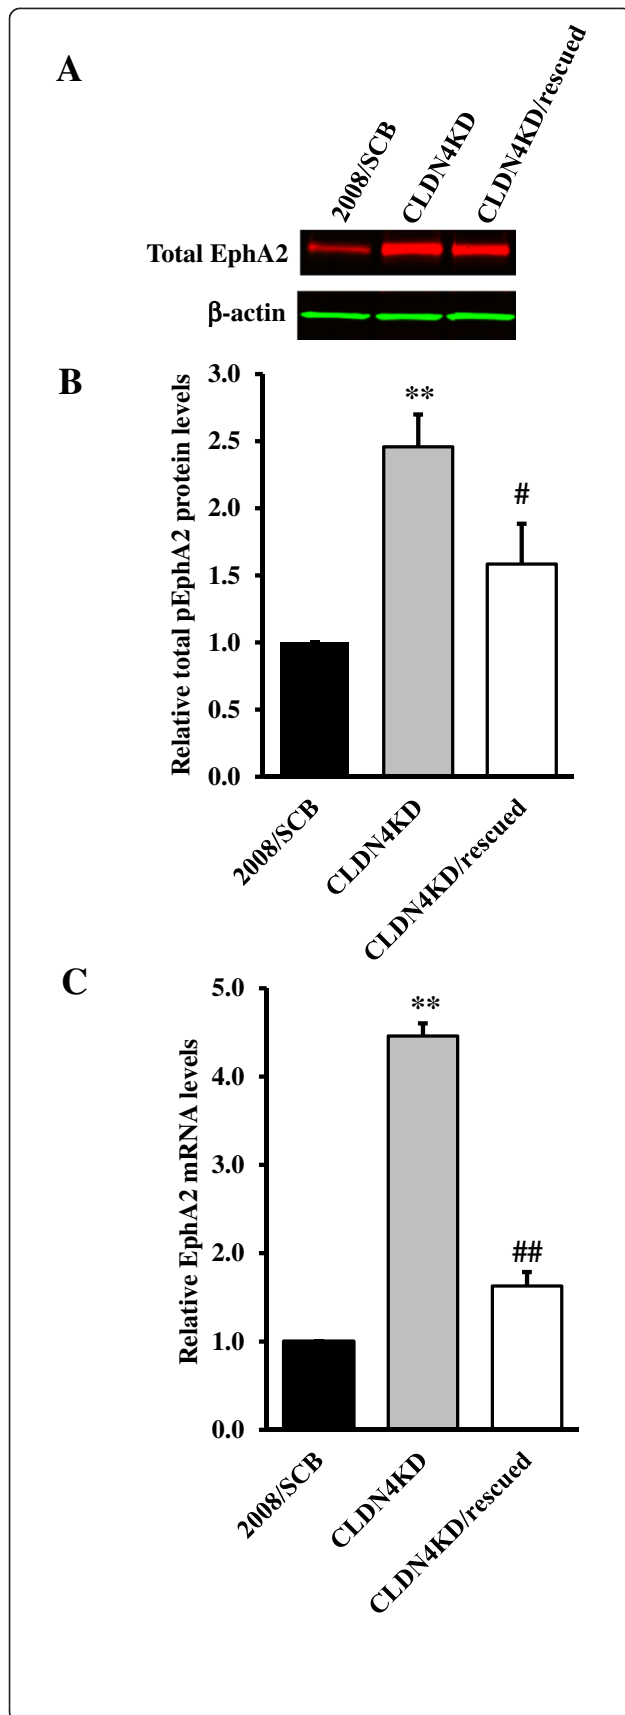 A
2008/SCB
CLDN4KD
CLDN4KD/rescued
Total EphA2
β-actin
B
Relative total pEphA2 protein levels
3.0
2.5
2.0
1.5
1.0
0.5
0.0
**
#
2008/SCB
CLDN4KD
CLDN4KD/rescued
C
Relative EphA2 mRNA levels
5.0
4.0
3.0
2.0
1.0
0.0
**
##
2008/SCB
CLDN4KD
CLDN4KD/rescued